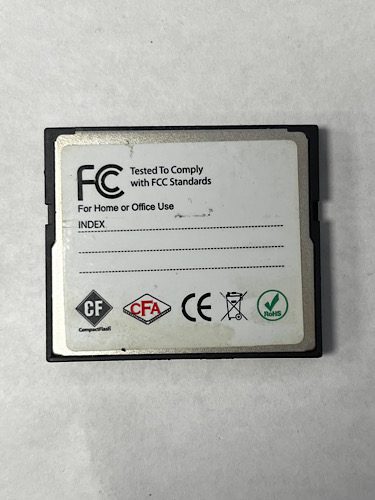 FC Tested To Comply
with FCC Standards
For Home or Office Use
INDEX
CF
CompactFlash
CFA
CE
RoHS